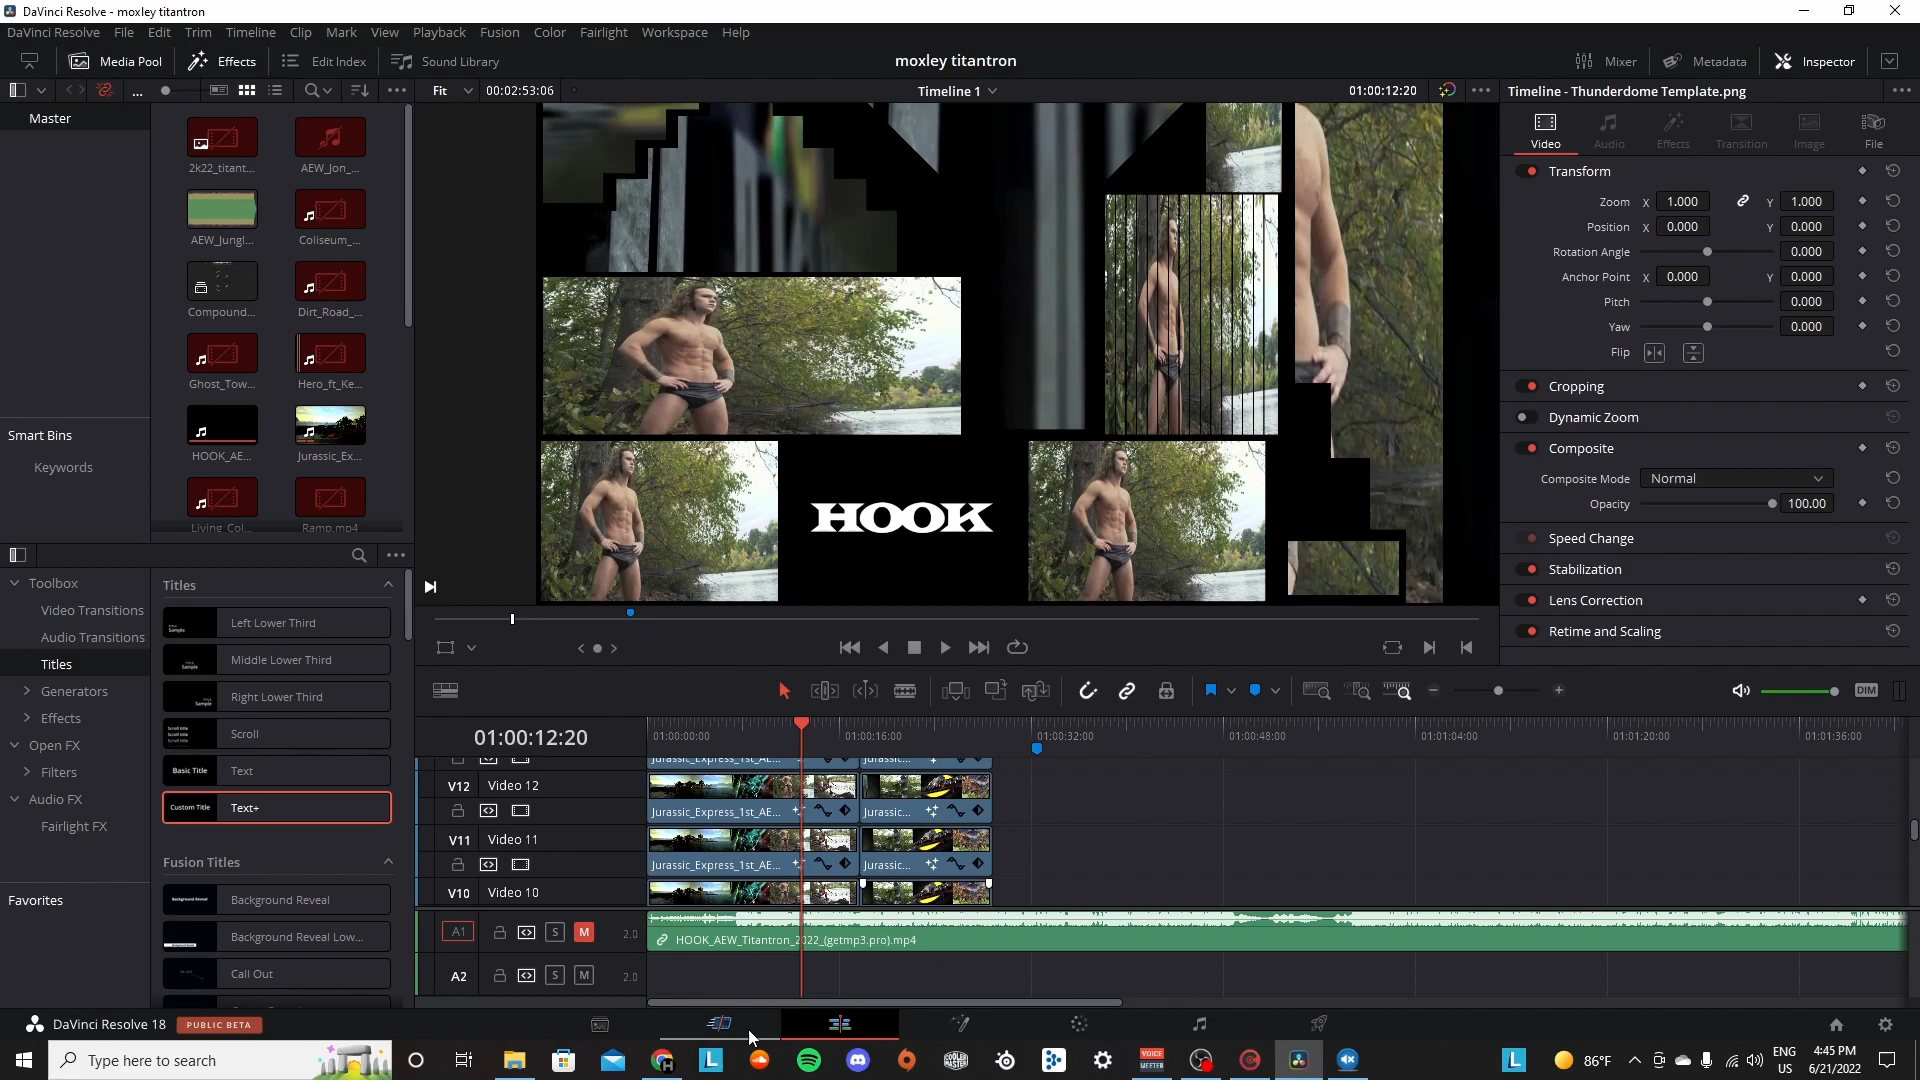 DaVinci Resolve - moxley titantron
DaVinci Resolve File Edit Trim Timeline Clip Mark View Playback Fusion Color Fairlight Workspace Help
Media Pool Effects Edit Index Sound Library moxley titantron Mixer Metadata Inspector
... Fit 00:02:53:06 Timeline 1 01:00:12:20 Timeline - Thunderdome Template.png
Master
2k22_titant... AEW_Jon_...
AEW_Jungl... Coliseum_...
Compound... Dirt_Road_...
Ghost_Tow... Hero_ft_Ke...
HOOK_AE... Jurassic_Ex...
Living_Col... Ramp.mp4
Smart Bins
Keywords
HOOK
Video Audio Effects Transition Image File
Transform
Zoom X 1.000 Y 1.000
Position X 0.000 Y 0.000
Rotation Angle 0.000
Anchor Point X 0.000 Y 0.000
Pitch 0.000
Yaw 0.000
Flip
Cropping
Dynamic Zoom
Composite
Composite Mode Normal
Opacity 100.00
Speed Change
Stabilization
Lens Correction
Retime and Scaling
Toolbox
Video Transitions
Audio Transitions
Titles
Generators
Effects
Open FX
Filters
Audio FX
Fairlight FX
Favorites
Titles
Left Lower Third
Middle Lower Third
Right Lower Third
Scroll
Basic Title Text
Custom Title Text+
Fusion Titles
Background Reveal
Background Reveal Low...
Call Out
DIM
01:00:12:20 01:00:00:00 01:00:16:00 01:00:32:00 01:00:48:00 01:01:04:00 01:01:20:00 01:01:36:00
Jurassic_Express_1st_AE... Jurassic...
V12 Video 12
Jurassic_Express_1st_AE... Jurassic...
V11 Video 11
Jurassic_Express_1st_AE... Jurassic...
V10 Video 10
A1 S M 2.0
HOOK_AEW_Titantron_2022_(getmp3.pro).mp4
A2 S M 2.0
DaVinci Resolve 18 PUBLIC BETA
Type here to search
L
COOLER MASTER
VOICE MEETER
L
86°F
ENG
US
4:45 PM
6/21/2022